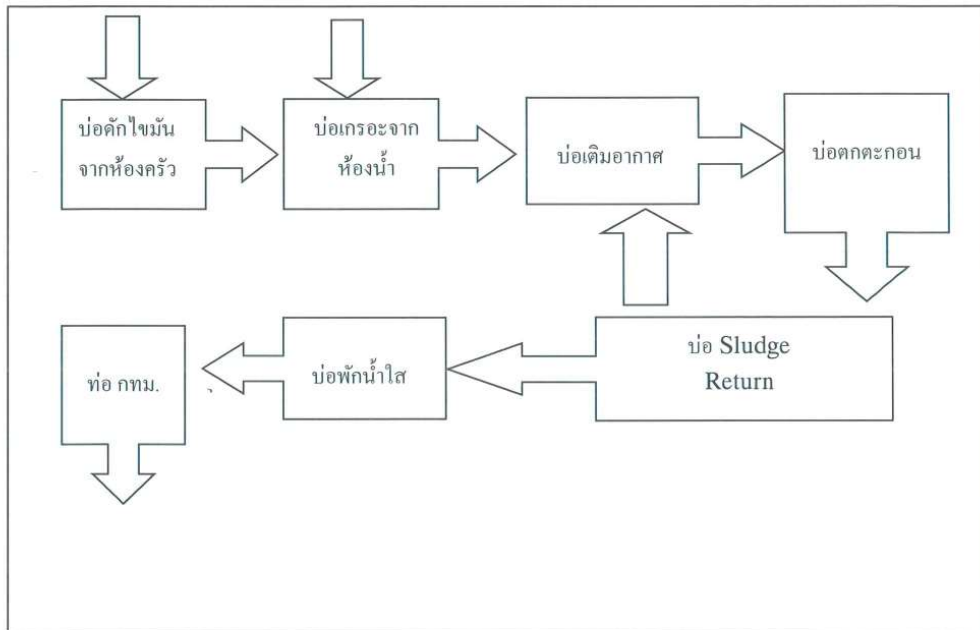 บ่อดักไขมัน
จากห้องครัว
บ่อเกรอะจาก
ห้องน้ำ
บ่อเติมอากาศ
บ่อตกตะกอน
บ่อ Sludge
Return
บ่อพักน้ำใส
ท่อ กทม.